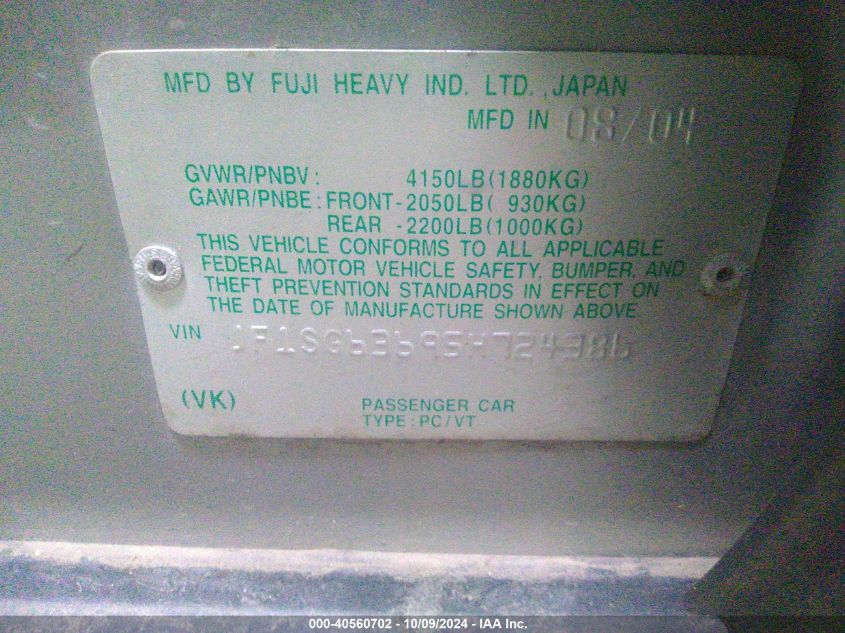 MFD BY FUJI HEAVY IND. LTD., JAPAN
MFD IN 08/04
GVWR/PNBV: 4150LB(1880KG)
GAWR/PNBE: FRONT-2050LB( 930KG)
REAR -2200LB(1000KG)
THIS VEHICLE CONFORMS TO ALL APPLICABLE
FEDERAL MOTOR VEHICLE SAFETY, BUMPER, AND
THEFT PREVENTION STANDARDS IN EFFECT ON
THE DATE OF MANUFACTURE SHOWN ABOVE
VIN JF1SG63695H724386
(VK) PASSENGER CAR
TYPE: PC/VT
000-40560702 - 10/09/2024 - IAA Inc.